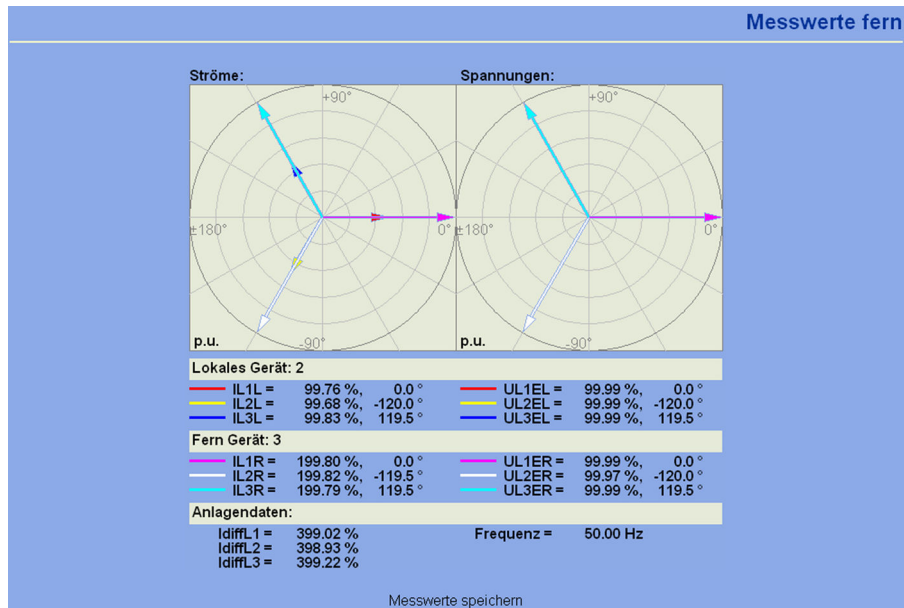 Messwerte fern
Ströme: Spannungen:
+90° +90°
±180° 0° ±180° 0°
-90° -90°
p.u. p.u.
Lokales Gerät: 2
IL1L = 99.76 %, 0.0 ° UL1EL = 99.99 %, 0.0 °
IL2L = 99.68 %, -120.0 ° UL2EL = 99.99 %, -120.0 °
IL3L = 99.83 %, 119.5 ° UL3EL = 99.99 %, 119.5 °
Fern Gerät: 3
IL1R = 199.80 %, 0.0 ° UL1ER = 99.99 %, 0.0 °
IL2R = 199.82 %, -119.5 ° UL2ER = 99.97 %, -120.0 °
IL3R = 199.79 %, 119.5 ° UL3ER = 99.99 %, 119.5 °
Anlagendaten:
IdiffL1 = 399.02 % Frequenz = 50.00 Hz
IdiffL2 = 398.93 %
IdiffL3 = 399.22 %
Messwerte speichern